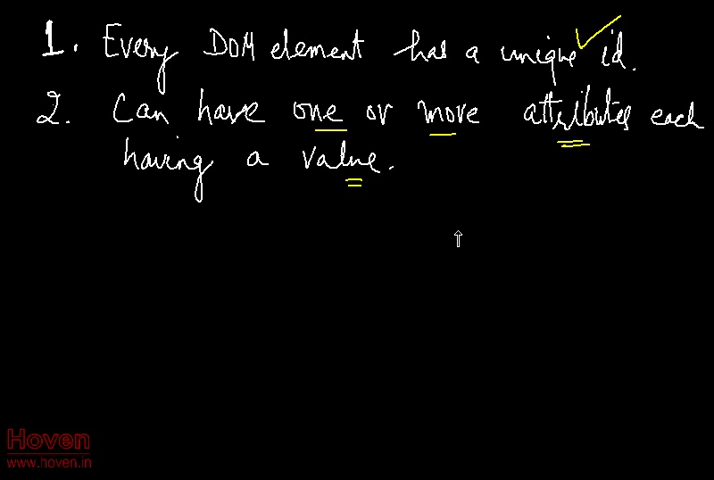 1. Every DOM element has a unique id.
2. Can have one or more attributes each
having a value.
Hoven
www.hoven.in